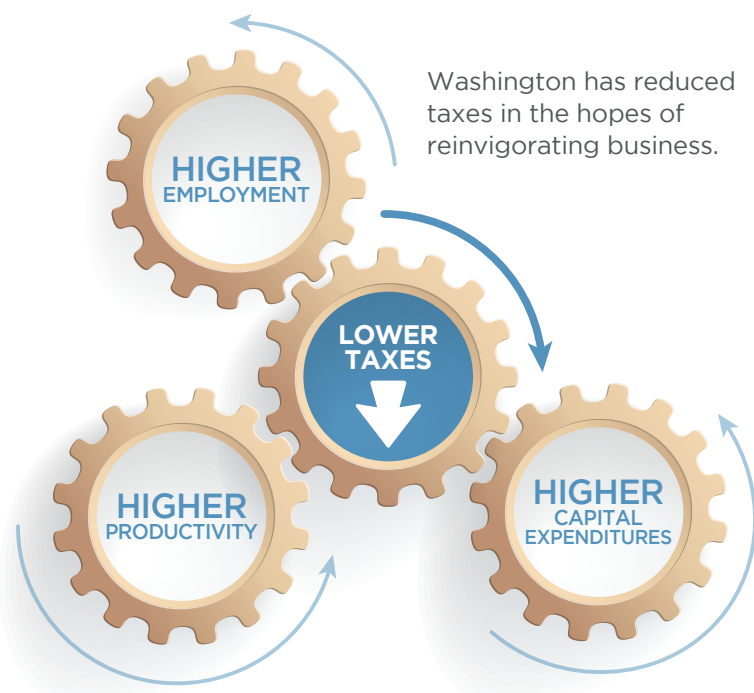 Washington has reduced
taxes in the hopes of
reinvigorating business.
HIGHER
EMPLOYMENT
LOWER
TAXES
HIGHER
PRODUCTIVITY
HIGHER
CAPITAL
EXPENDITURES